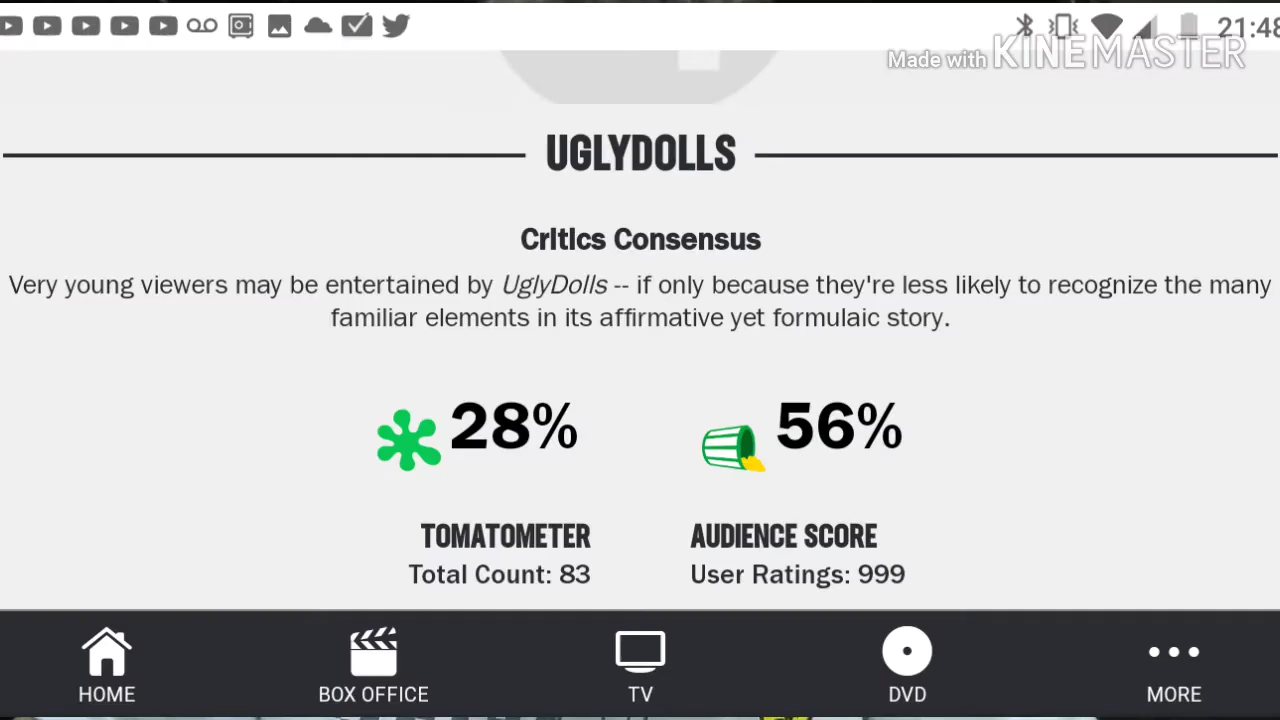 21:48
Made with KINEMASTER
UGLYDOLLS
Critics Consensus
Very young viewers may be entertained by UglyDolls -- if only because they're less likely to recognize the many
familiar elements in its affirmative yet formulaic story.
28% 56%
TOMATOMETER AUDIENCE SCORE
Total Count: 83 User Ratings: 999
HOME BOX OFFICE TV DVD MORE